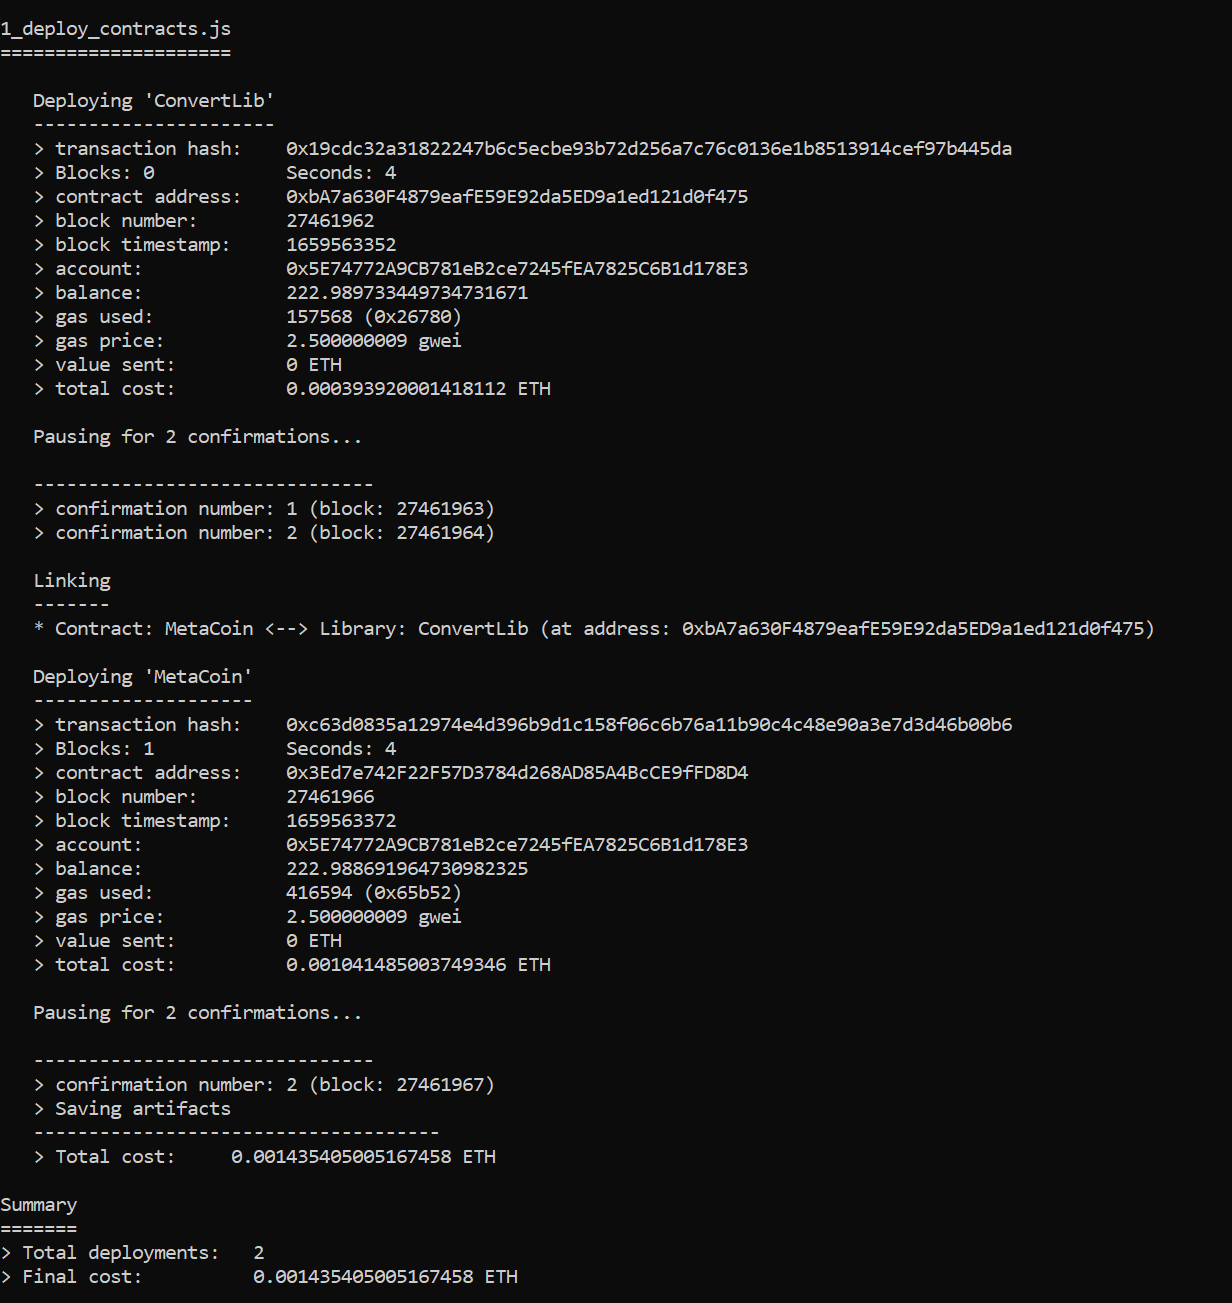 1_deploy_contracts.js
=====================
Deploying 'ConvertLib'
----------------------
> transaction hash:    0x19cdc32a31822247b6c5ecbe93b72d256a7c76c0136e1b8513914cef97b445da
> Blocks: 0            Seconds: 4
> contract address:    0xbA7a630F4879eafE59E92da5ED9a1ed121d0f475
> block number:        27461962
> block timestamp:     1659563352
> account:             0x5E74772A9CB781eB2ce7245fEA7825C6B1d178E3
> balance:             222.989733449734731671
> gas used:            157568 (0x26780)
> gas price:           2.500000009 gwei
> value sent:          0 ETH
> total cost:          0.000393920001418112 ETH
Pausing for 2 confirmations...
-------------------------------
> confirmation number: 1 (block: 27461963)
> confirmation number: 2 (block: 27461964)
Linking
-------
* Contract: MetaCoin <--> Library: ConvertLib (at address: 0xbA7a630F4879eafE59E92da5ED9a1ed121d0f475)
Deploying 'MetaCoin'
--------------------
> transaction hash:    0xc63d0835a12974e4d396b9d1c158f06c6b76a11b90c4c48e90a3e7d3d46b00b6
> Blocks: 1            Seconds: 4
> contract address:    0x3Ed7e742F22F57D3784d268AD85A4BcCE9fFD8D4
> block number:        27461966
> block timestamp:     1659563372
> account:             0x5E74772A9CB781eB2ce7245fEA7825C6B1d178E3
> balance:             222.988691964730982325
> gas used:            416594 (0x65b52)
> gas price:           2.500000009 gwei
> value sent:          0 ETH
> total cost:          0.001041485003749346 ETH
Pausing for 2 confirmations...
-------------------------------
> confirmation number: 2 (block: 27461967)
> Saving artifacts
-------------------------------------
> Total cost:     0.001435405005167458 ETH
Summary
=======
> Total deployments:   2
> Final cost:          0.001435405005167458 ETH